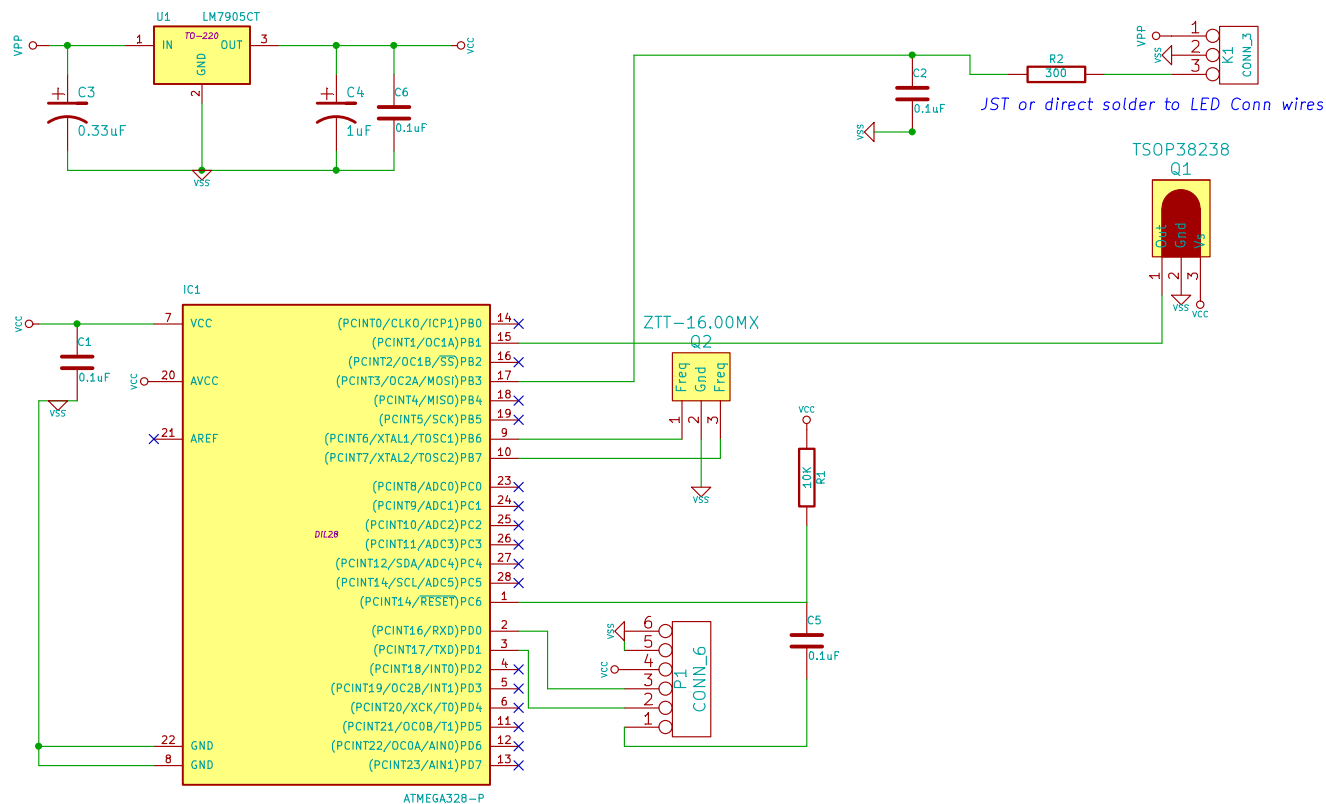 U1 LM7905CT
TO-220
VPP 1 IN OUT 3 VCC
GND
2
C3 0.33uF
C4 1uF
C6 0.1uF
VSS
C2 0.1uF
VSS
R2 300
VPP 1
VSS 2
3
K1 CONN_3
JST or direct solder to LED Conn wires
TSOP38238
Q1
Out Gnd Vs
1 2 3
VSS
VCC
IC1
VCC 7 VCC
C1 0.1uF
VSS
VCC 20 AVCC
21 AREF
22 GND
8 GND
DIL28
(PCINT0/CLKO/ICP1)PB0 14
(PCINT1/OC1A)PB1 15
(PCINT2/OC1B/SS)PB2 16
(PCINT3/OC2A/MOSI)PB3 17
(PCINT4/MISO)PB4 18
(PCINT5/SCK)PB5 19
(PCINT6/XTAL1/TOSC1)PB6 9
(PCINT7/XTAL2/TOSC2)PB7 10
(PCINT8/ADC0)PC0 23
(PCINT9/ADC1)PC1 24
(PCINT10/ADC2)PC2 25
(PCINT11/ADC3)PC3 26
(PCINT12/SDA/ADC4)PC4 27
(PCINT14/SCL/ADC5)PC5 28
(PCINT14/RESET)PC6 1
(PCINT16/RXD)PD0 2
(PCINT17/TXD)PD1 3
(PCINT18/INT0)PD2 4
(PCINT19/OC2B/INT1)PD3 5
(PCINT20/XCK/T0)PD4 6
(PCINT21/OC0B/T1)PD5 11
(PCINT22/OC0A/AIN0)PD6 12
(PCINT23/AIN1)PD7 13
ATMEGA328-P
ZTT-16.00MX
Q2
Freq Gnd Freq
1 2 3
VSS
VCC
10K R1
C5 0.1uF
VSS 6
5
VCC 4
3
2
1
P1 CONN_6